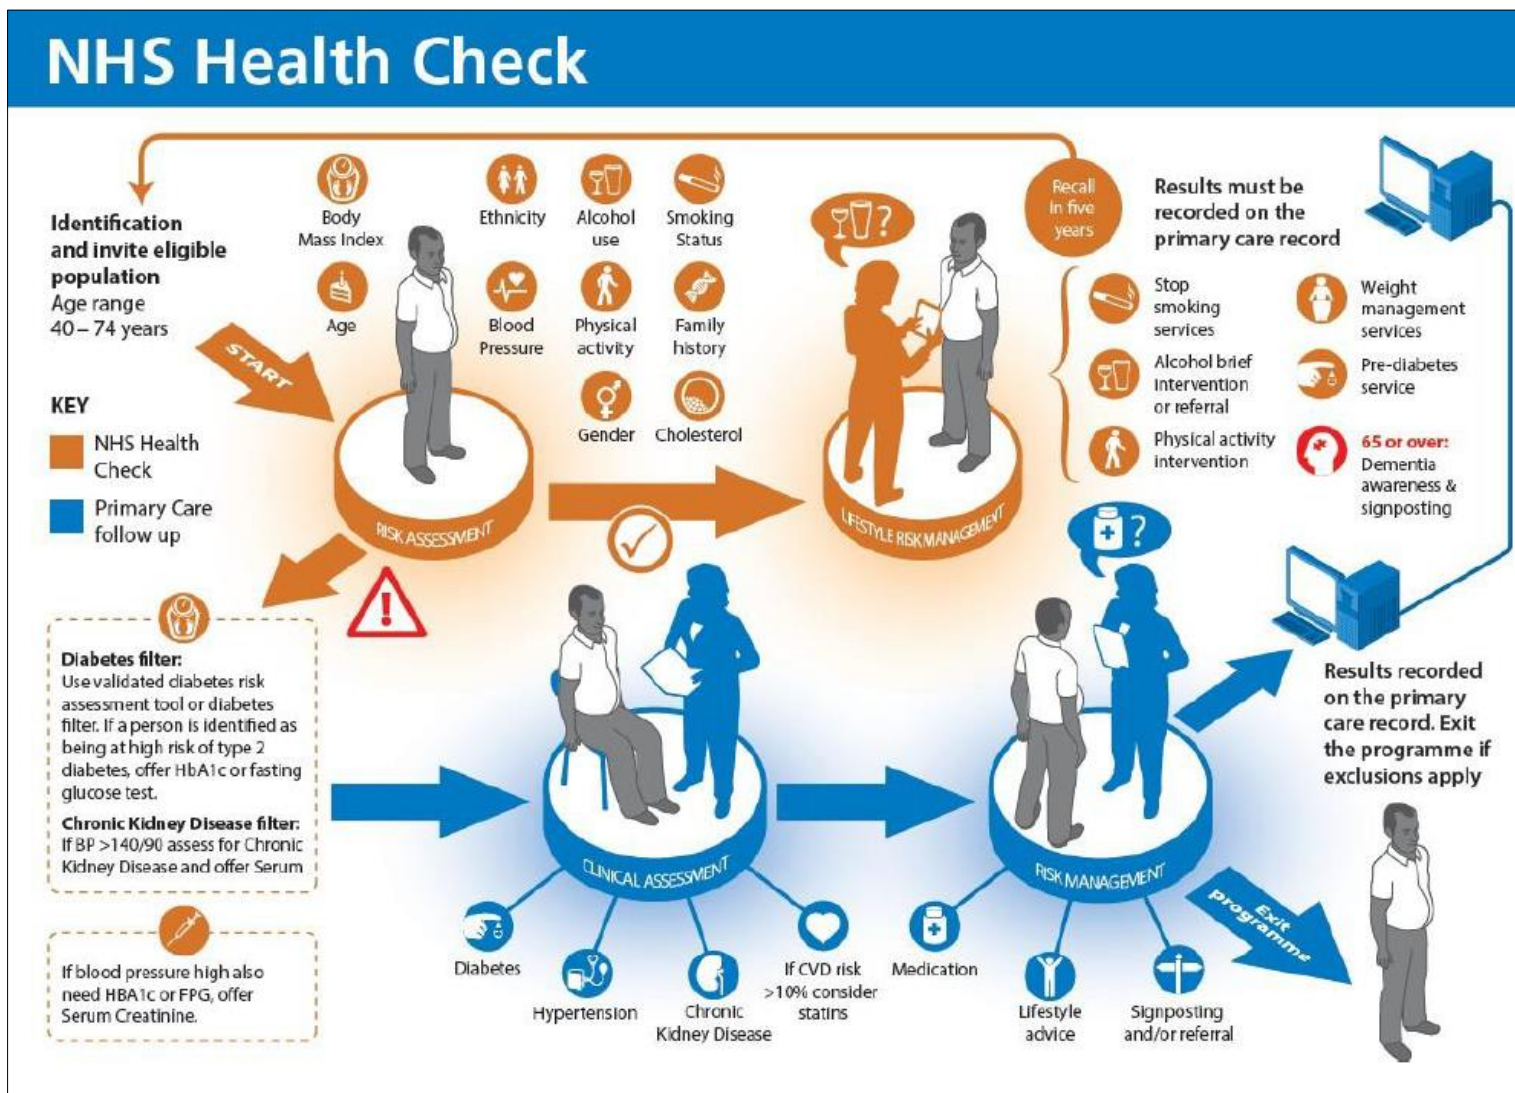 NHS Health Check
Identification
and invite eligible
population
Age range
40 – 74 years
START
KEY
NHS Health
Check
Primary Care
follow up
Body
Mass Index
Ethnicity
Alcohol
use
Smoking
Status
Age
Blood
Pressure
Physical
activity
Family
history
Gender
Cholesterol
RISK ASSESSMENT
?
LIFESTYLE RISK MANAGEMENT
Recall
in five
years
Results must be
recorded on the
primary care record
Stop
smoking
services
Alcohol brief
intervention
or referral
Physical activity
intervention
Weight
management
services
Pre-diabetes
service
65 or over:
Dementia
awareness &
signposting
!
Diabetes filter:
Use validated diabetes risk
assessment tool or diabetes
filter. If a person is identified as
being at high risk of type 2
diabetes, offer HbA1c or fasting
glucose test.
Chronic Kidney Disease filter:
If BP >140/90 assess for Chronic
Kidney Disease and offer Serum
If blood pressure high also
need HBA1c or FPG, offer
Serum Creatinine.
CLINICAL ASSESSMENT
Diabetes
Hypertension
Chronic
Kidney Disease
If CVD risk
>10% consider
statins
?
RISK MANAGEMENT
Medication
Lifestyle
advice
Signposting
and/or referral
Results recorded
on the primary
care record. Exit
the programme if
exclusions apply
Exit
programme